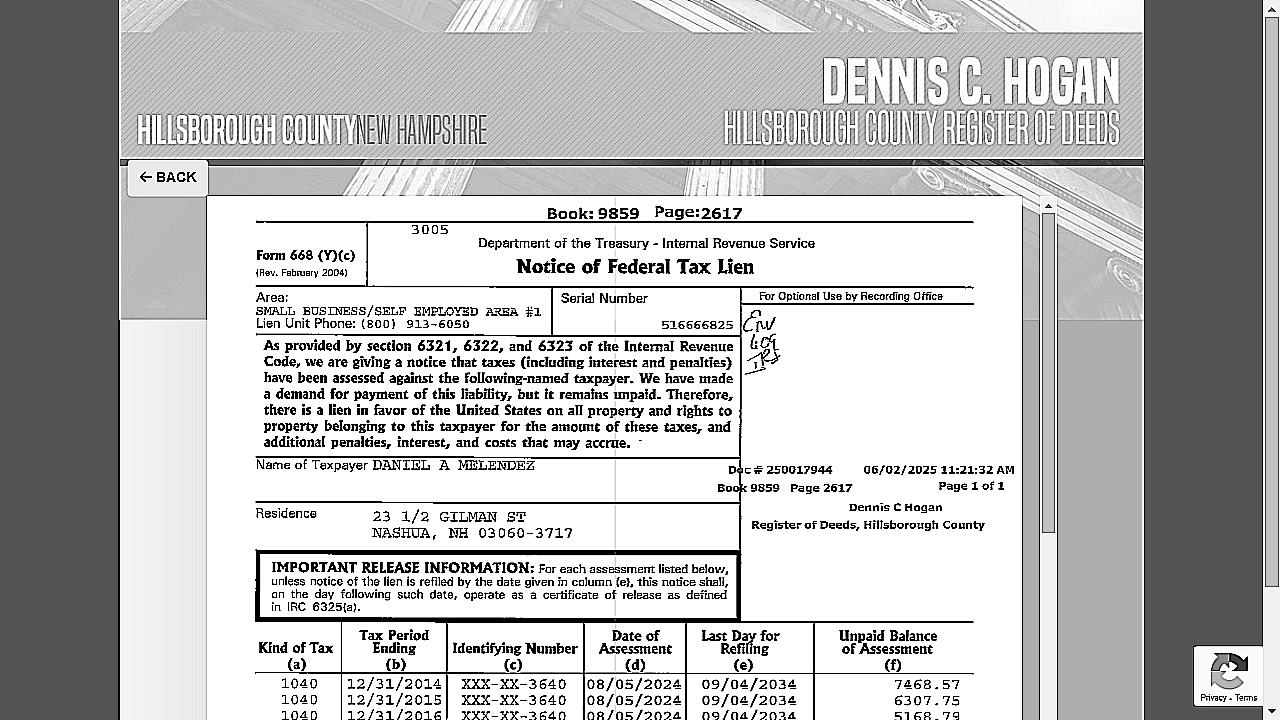 DENNIS C. HOGAN
HILLSBOROUGH COUNTY NEW HAMPSHIRE
HILLSBOROUGH COUNTY REGISTER OF DEEDS
← BACK
Book: 9859 Page: 2617
3005
Form 668 (Y)(c)
(Rev. February 2004)
Department of the Treasury - Internal Revenue Service
Notice of Federal Tax Lien
Area:
SMALL BUSINESS/SELF EMPLOYED AREA #1
Lien Unit Phone: (800) 913-6050
Serial Number
516666825
For Optional Use by Recording Office
As provided by section 6321, 6322, and 6323 of the Internal Revenue
Code, we are giving a notice that taxes (including interest and penalties)
have been assessed against the following-named taxpayer. We have made
a demand for payment of this liability, but it remains unpaid. Therefore,
there is a lien in favor of the United States on all property and rights to
property belonging to this taxpayer for the amount of these taxes, and
additional penalties, interest, and costs that may accrue.
Name of Taxpayer DANIEL A MELENDEZ
Doc # 250017944 06/02/2025 11:21:32 AM
Book 9859 Page 2617 Page 1 of 1
Dennis C Hogan
Register of Deeds, Hillsborough County
Residence 23 1/2 GILMAN ST
NASHUA, NH 03060-3717
IMPORTANT RELEASE INFORMATION: For each assessment listed below,
unless notice of the lien is refiled by the date given in column (e), this notice shall,
on the day following such date, operate as a certificate of release as defined
in IRC 6325(a).
Kind of Tax (a) Tax Period Ending (b) Identifying Number (c) Date of Assessment (d) Last Day for Refiling (e) Unpaid Balance of Assessment (f)
1040 12/31/2014 XXX-XX-3640 08/05/2024 09/04/2034 7468.57
1040 12/31/2015 XXX-XX-3640 08/05/2024 09/04/2034 6307.75
1040 12/31/2016 XXX-XX-3640 08/05/2024 09/04/2034 5168.79
Privacy - Terms